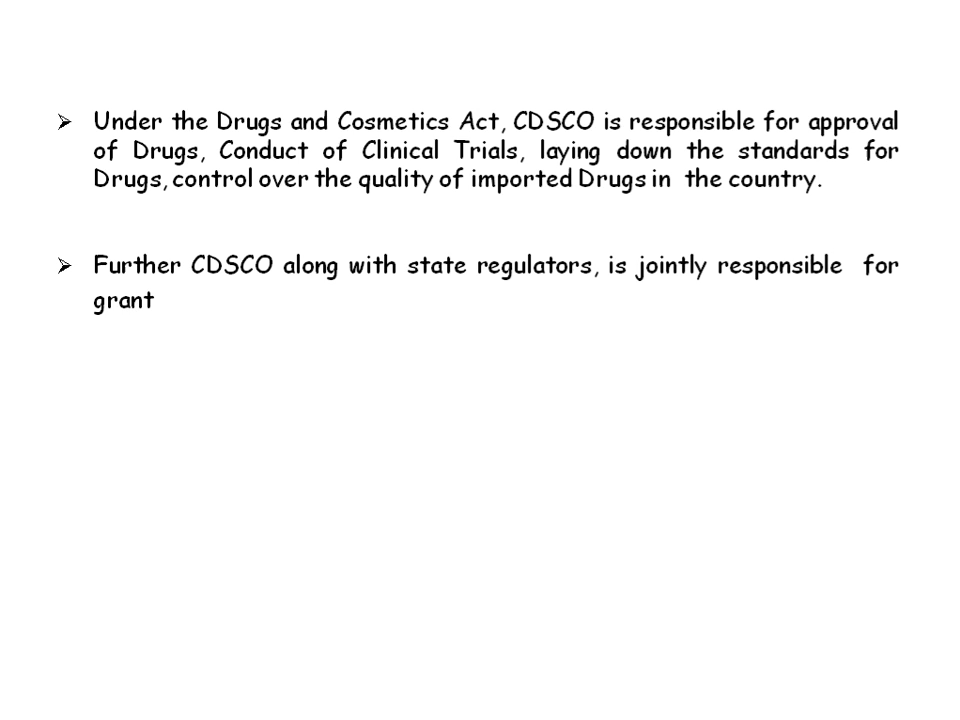 ➢ Under the Drugs and Cosmetics Act, CDSCO is responsible for approval
of Drugs, Conduct of Clinical Trials, laying down the standards for
Drugs, control over the quality of imported Drugs in  the country.
➢ Further CDSCO along with state regulators, is jointly responsible  for
grant